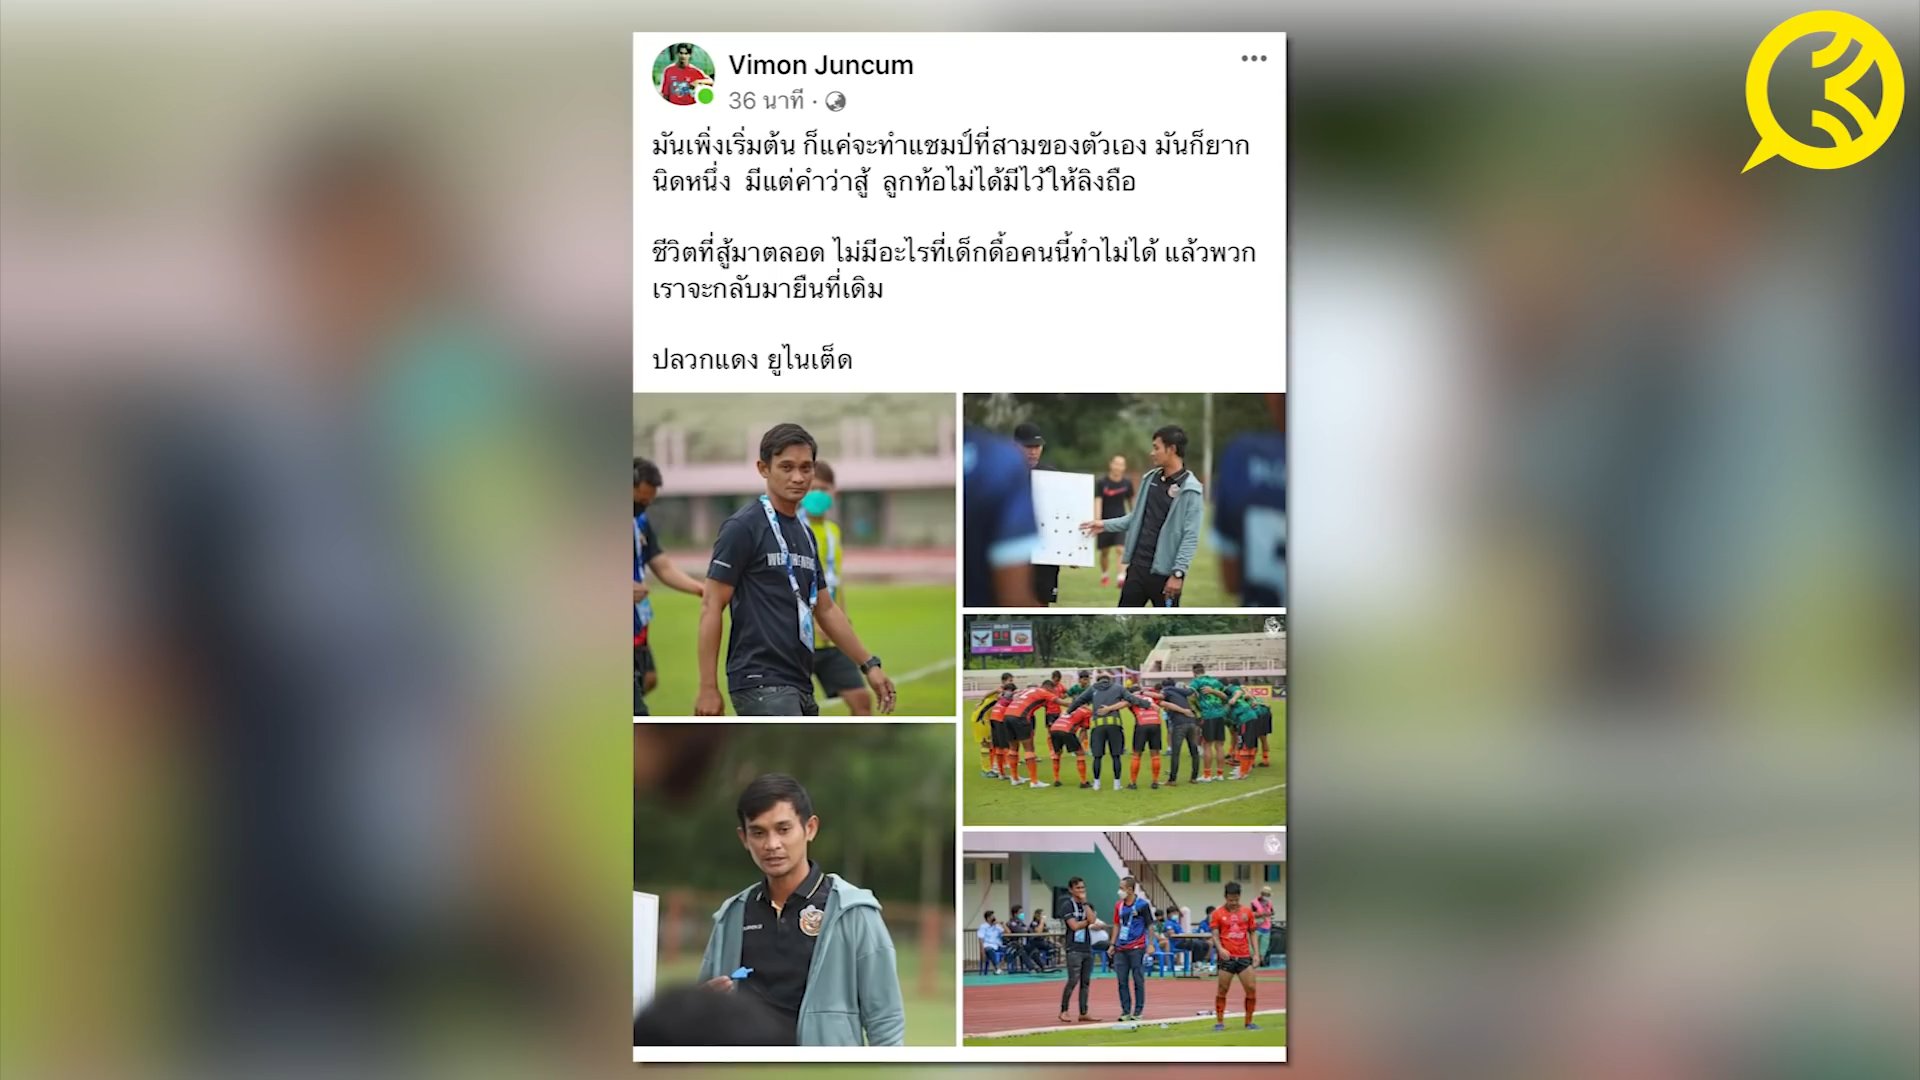 Vimon Juncum
36 นาที ·
มันเพิ่งเริ่มต้น ก็แค่จะทำแชมป์ที่สามของตัวเอง มันก็ยาก
นิดหนึ่ง มีแต่คำว่าสู้ ลูกท้อไม่ได้มีไว้ให้ลิงถือ
ชีวิตที่สู้มาตลอด ไม่มีอะไรที่เด็กดื้อคนนี้ทำไม่ได้ แล้วพวก
เราจะกลับมายืนที่เดิม
ปลวกแดง ยูไนเต็ด